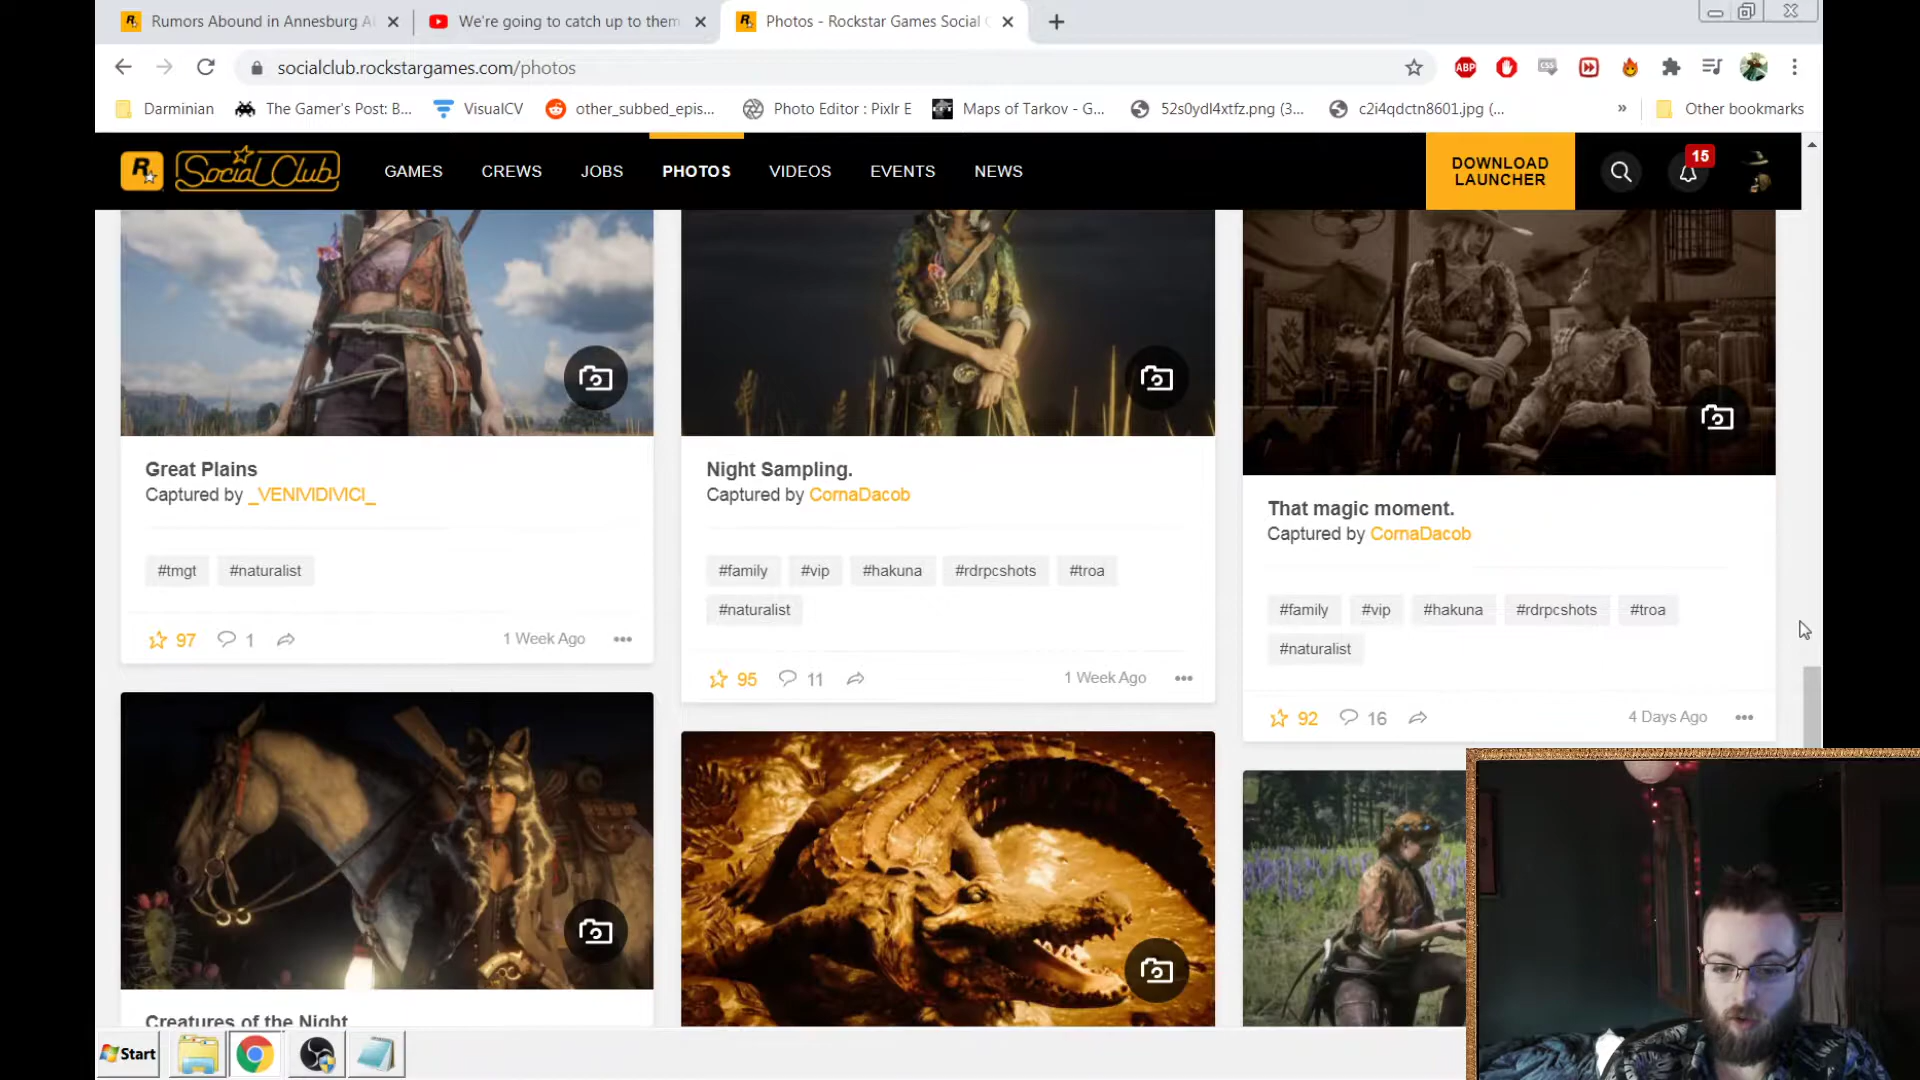 Rumors Abound in Annesburg A
We're going to catch up to them
Photos - Rockstar Games Social
socialclub.rockstargames.com/photos
ABP
CSS
Darminian
The Gamer's Post: B...
VisualCV
other_subbed_epis...
Photo Editor : Pixlr E
Maps of Tarkov - G...
52s0ydl4xtfz.png (3...
c2i4qdctn8601.jpg (...
»
Other bookmarks
R
Social Club
GAMES
CREWS
JOBS
PHOTOS
VIDEOS
EVENTS
NEWS
DOWNLOAD
LAUNCHER
15
Great Plains
Captured by _VENIVIDIVICI_
#tmgt #naturalist
97 1 1 Week Ago
Night Sampling.
Captured by CornaDacob
#family #vip #hakuna #rdrpcshots #troa
#naturalist
95 11 1 Week Ago
That magic moment.
Captured by CornaDacob
#family #vip #hakuna #rdrpcshots #troa
#naturalist
92 16 4 Days Ago
Creatures of the Night
Start